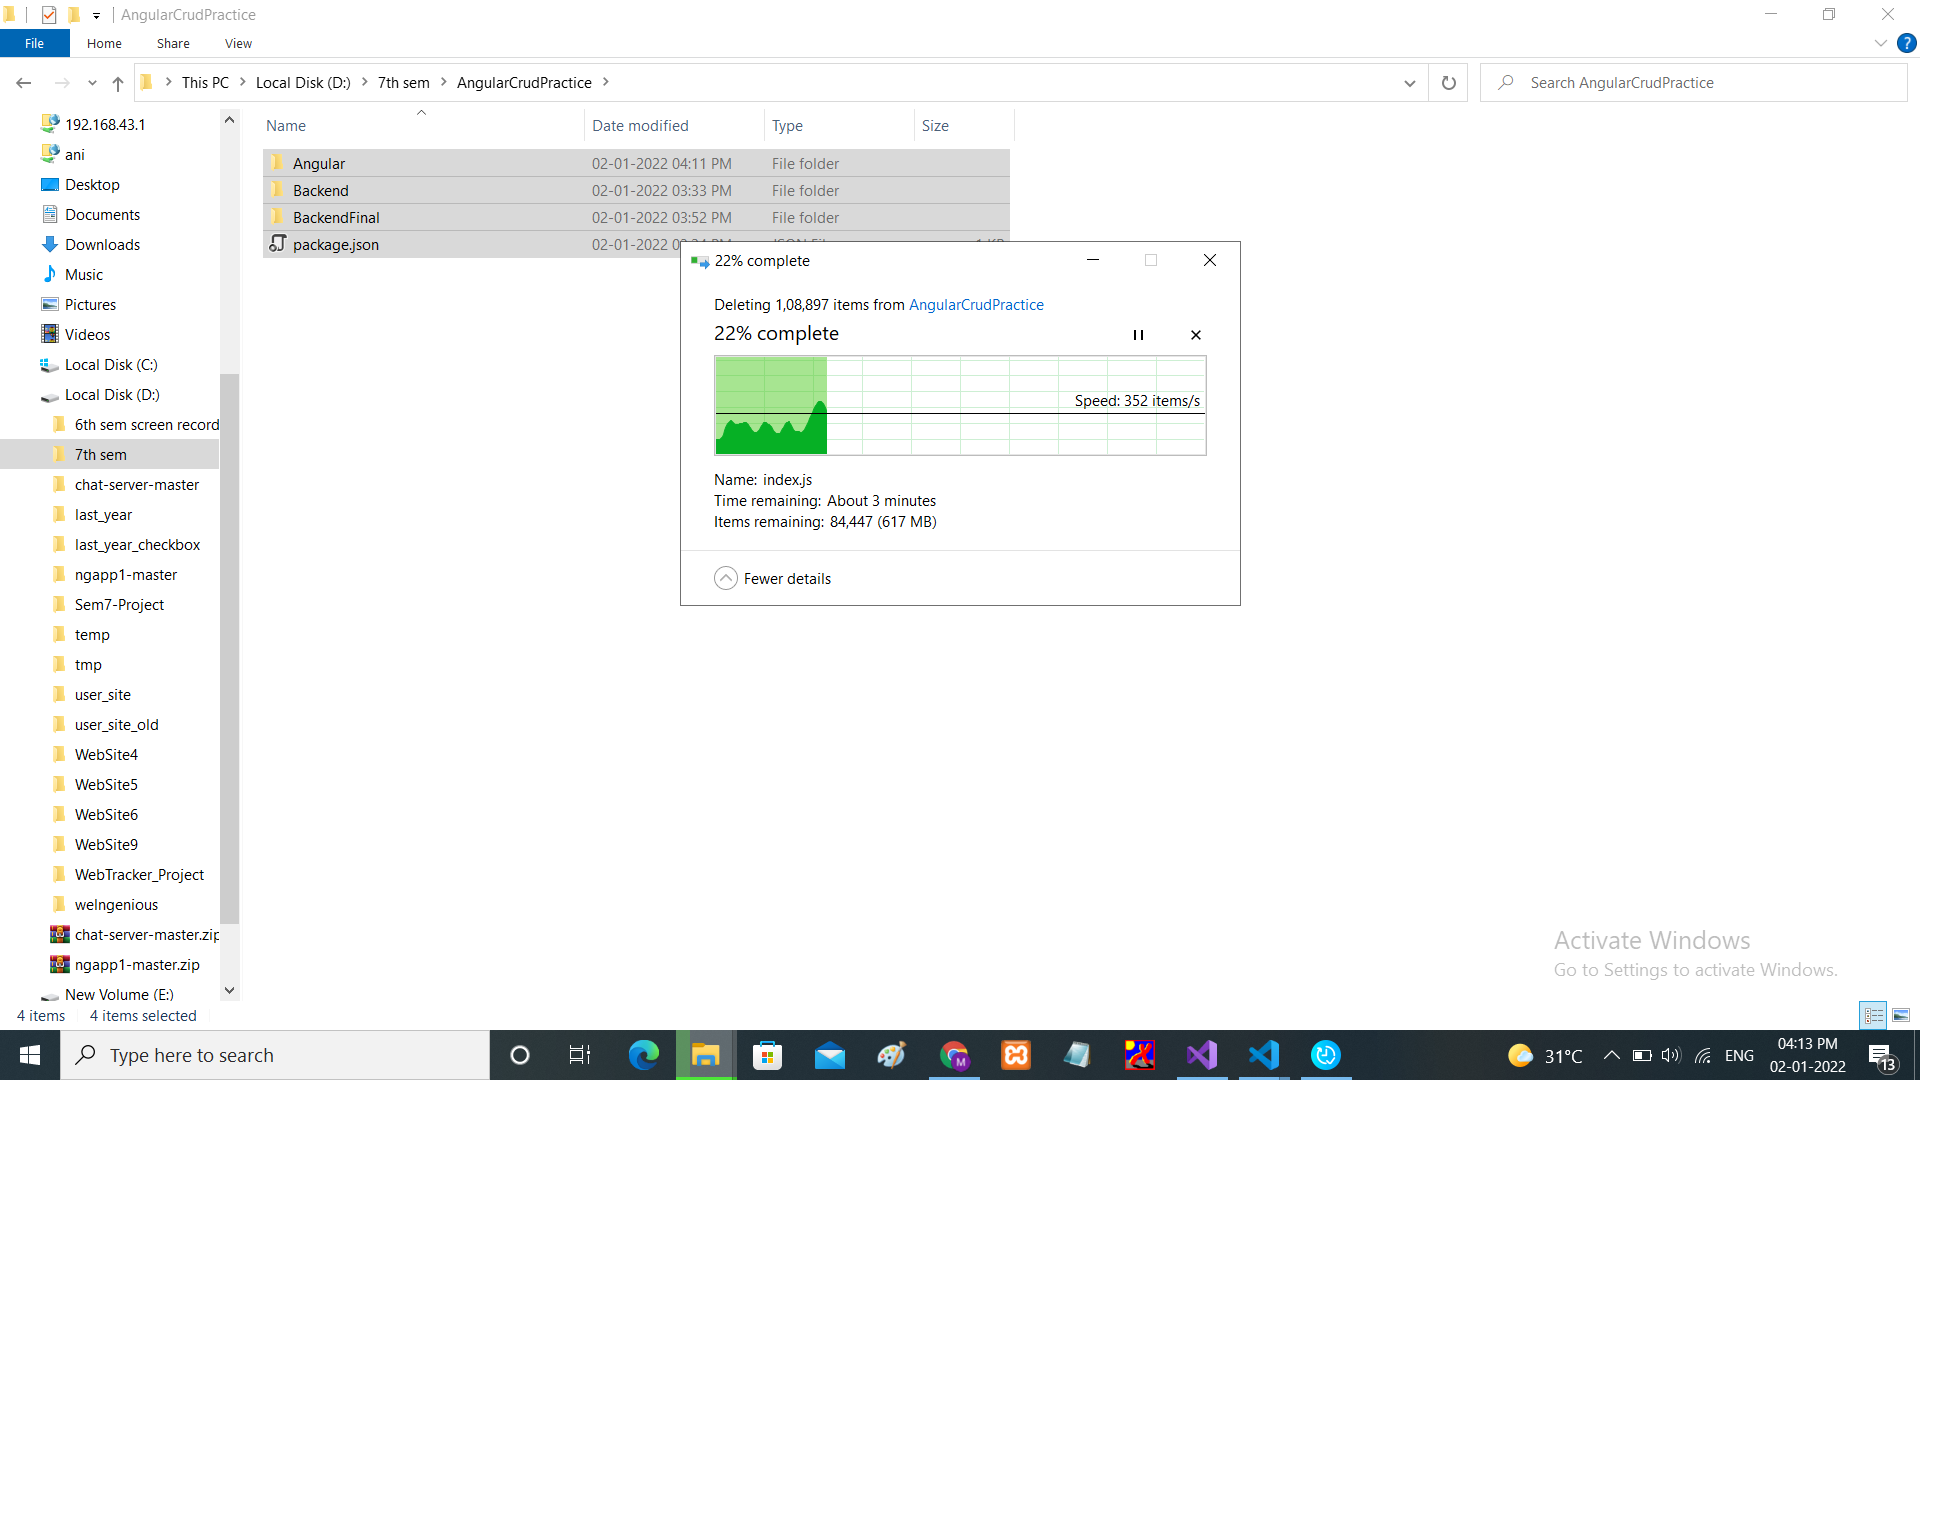 AngularCrudPractice
File Home Share View
This PC Local Disk (D:) 7th sem AngularCrudPractice
Search AngularCrudPractice
192.168.43.1
ani
Desktop
Documents
Downloads
Music
Pictures
Videos
Local Disk (C:)
Local Disk (D:)
6th sem screen record
7th sem
chat-server-master
last_year
last_year_checkbox
ngapp1-master
Sem7-Project
temp
tmp
user_site
user_site_old
WebSite4
WebSite5
WebSite6
WebSite9
WebTracker_Project
weIngenious
chat-server-master.zip
ngapp1-master.zip
New Volume (E:)
Name Date modified Type Size
Angular 02-01-2022 04:11 PM File folder
Backend 02-01-2022 03:33 PM File folder
BackendFinal 02-01-2022 03:52 PM File folder
package.json 02-01-2022
22% complete
Deleting 1,08,897 items from AngularCrudPractice
22% complete
Speed: 352 items/s
Name: index.js
Time remaining: About 3 minutes
Items remaining: 84,447 (617 MB)
Fewer details
Activate Windows
Go to Settings to activate Windows.
4 items 4 items selected
Type here to search
M
31°C ENG
04:13 PM
02-01-2022
13